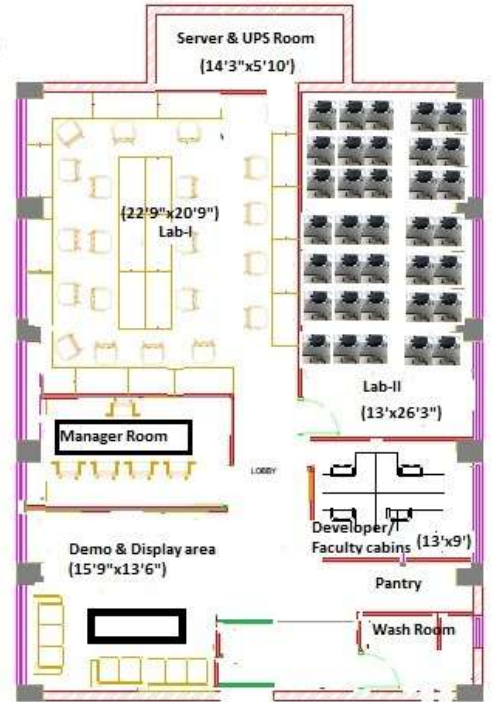 Server & UPS Room
(14'3"x5'10')
(22'9"x20'9")
Lab-I
Lab-II
(13'x26'3")
Manager Room
LOBBY
Developer/
Faculty cabins (13'x9')
Demo & Display area
(15'9"x13'6")
Pantry
Wash Room